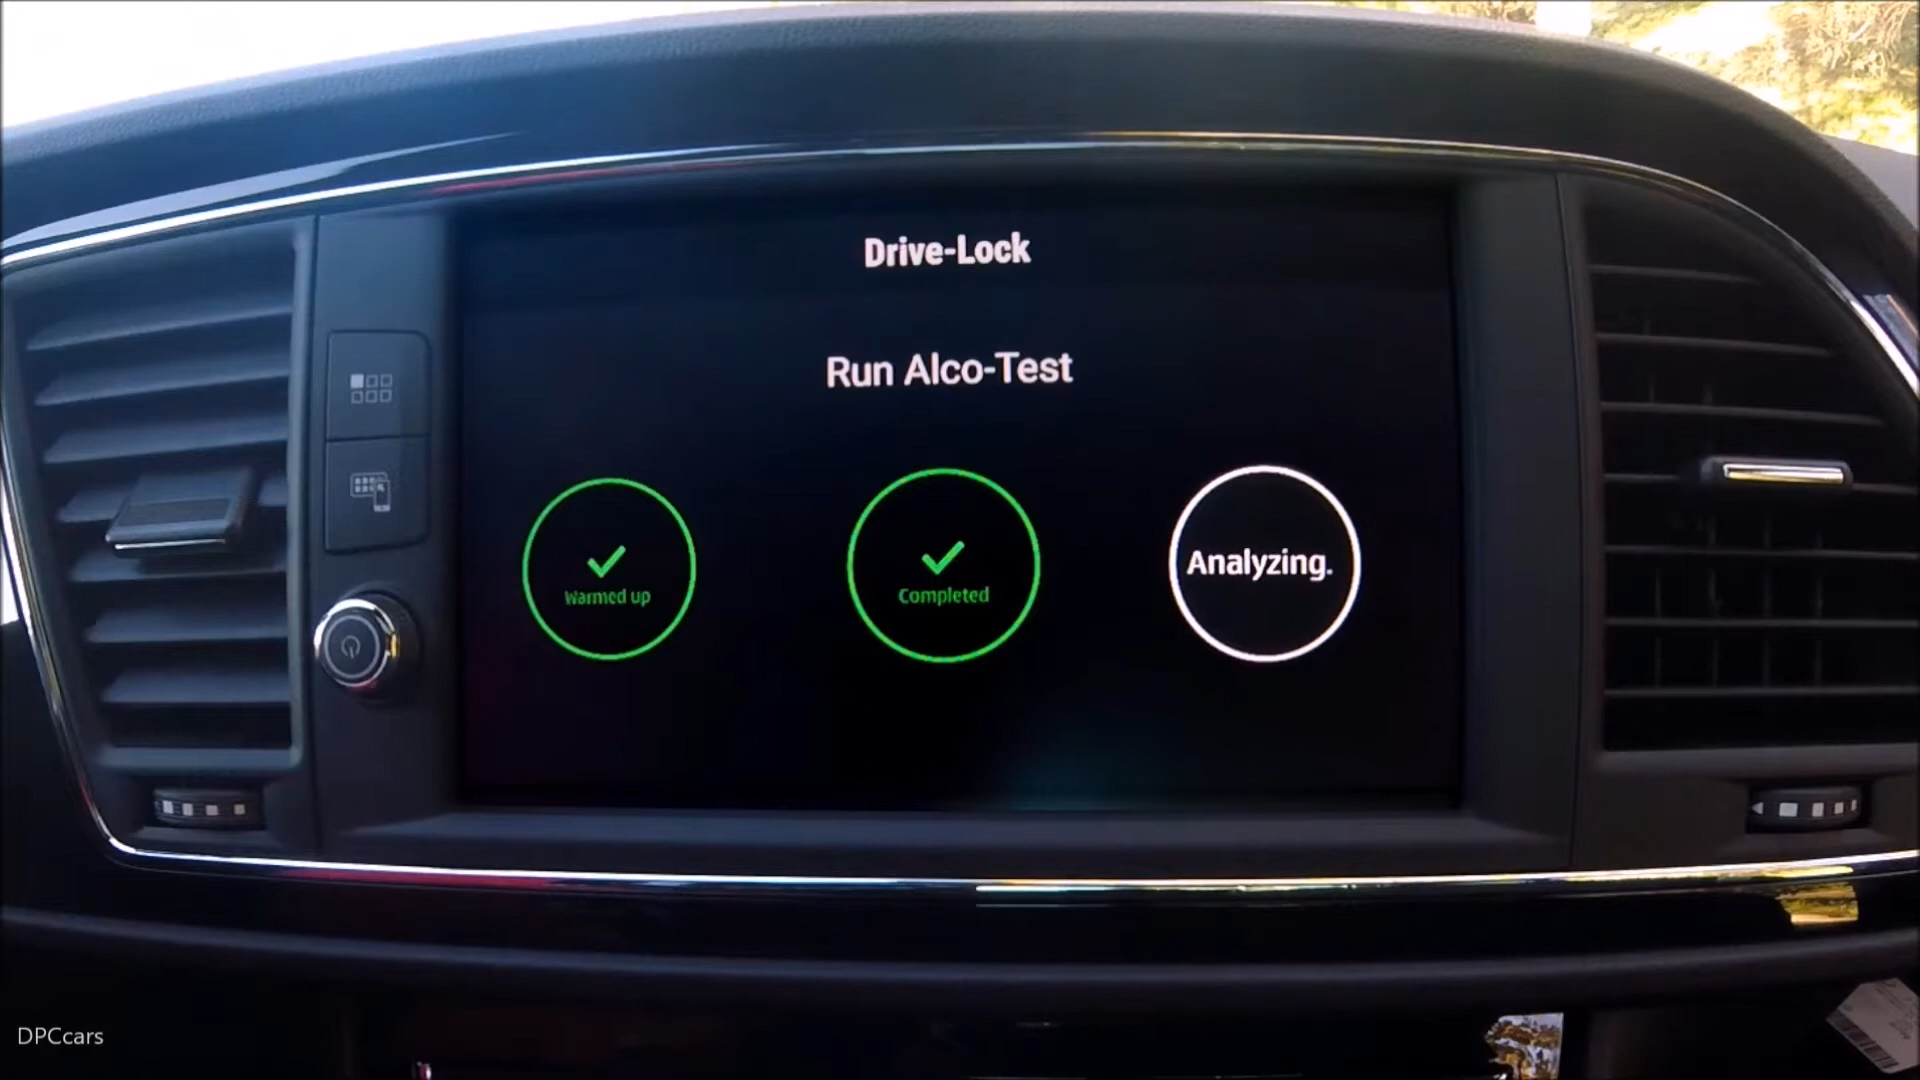 Drive-Lock
Run Alco-Test
Warmed up
Completed
Analyzing.
DPCcars